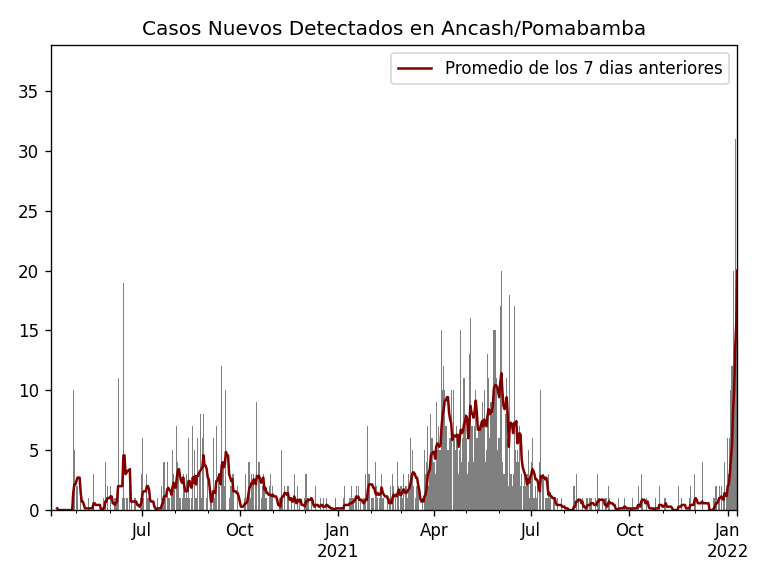 Casos Nuevos Detectados en Ancash/Pomabamba
Promedio de los 7 dias anteriores
35
30
25
20
15
10
5
0
Jul
Oct
Jan
2021
Apr
Jul
Oct
Jan
2022